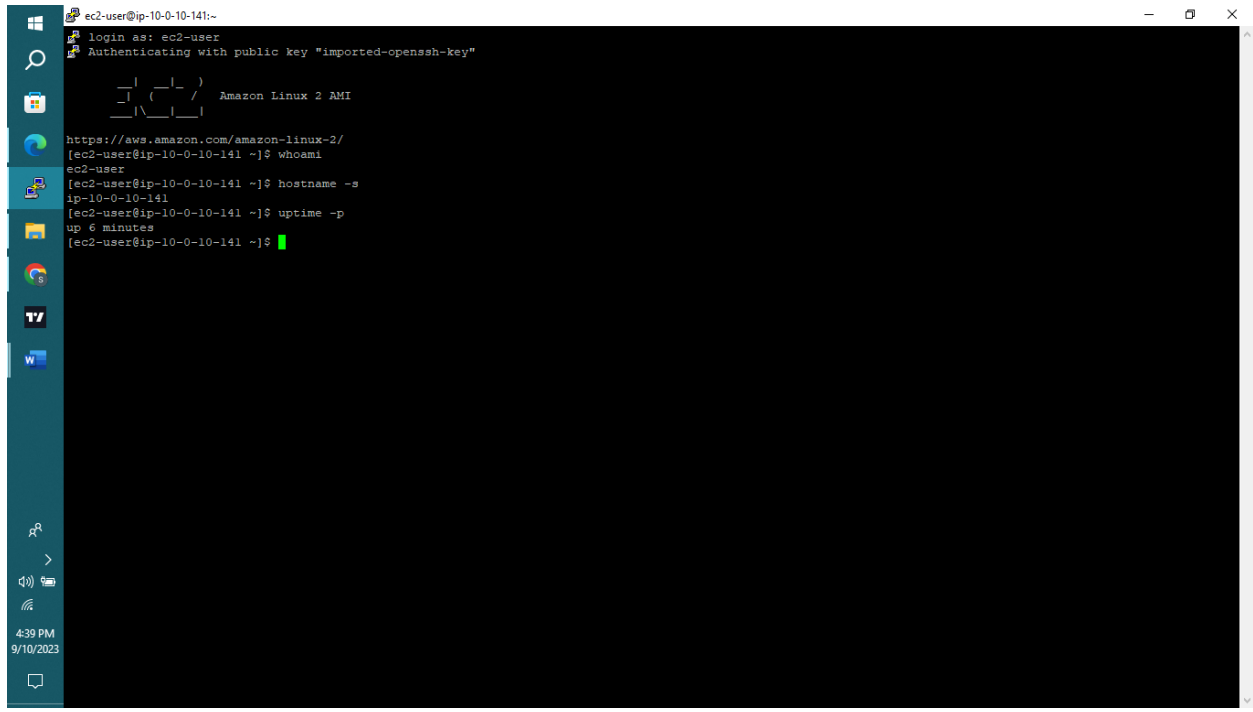 ec2-user@ip-10-0-10-141:~
login as: ec2-user
Authenticating with public key "imported-openssh-key"
       __|  __|_  )
       _|  (     /   Amazon Linux 2 AMI
      ___|\___|___|
https://aws.amazon.com/amazon-linux-2/
[ec2-user@ip-10-0-10-141 ~]$ whoami
ec2-user
[ec2-user@ip-10-0-10-141 ~]$ hostname -s
ip-10-0-10-141
[ec2-user@ip-10-0-10-141 ~]$ uptime -p
up 6 minutes
[ec2-user@ip-10-0-10-141 ~]$
S
W
4:39 PM
9/10/2023